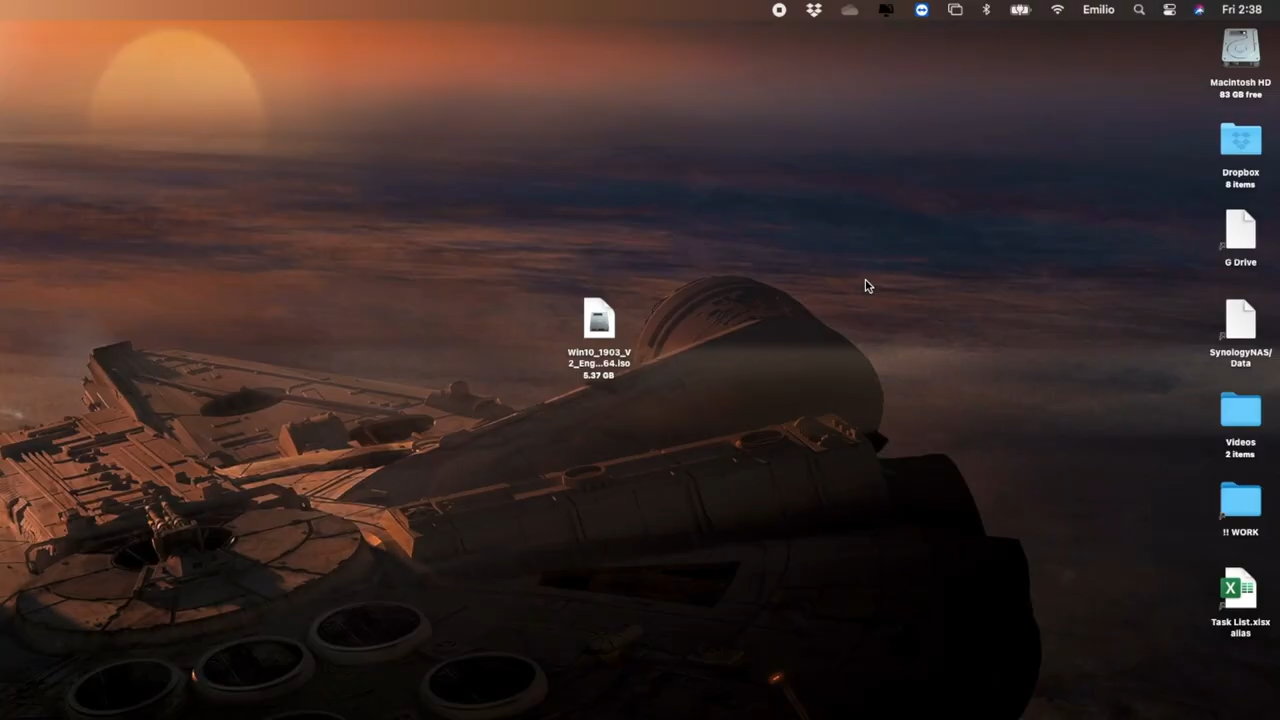 Emilio
Fri 2:38
Macintosh HD
83 GB free
Dropbox
8 items
G Drive
Win10_1903_V
2_Eng...64.iso
5.37 GB
SynologyNAS/
Data
Videos
2 items
!! WORK
Task List.xlsx
alias